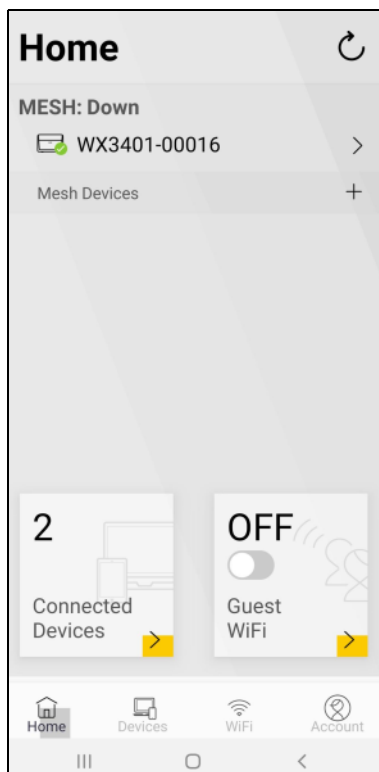 Home
MESH: Down
WX3401-00016
Mesh Devices
2
Connected
Devices
OFF
Guest
WiFi
Home
Devices
WiFi
Account